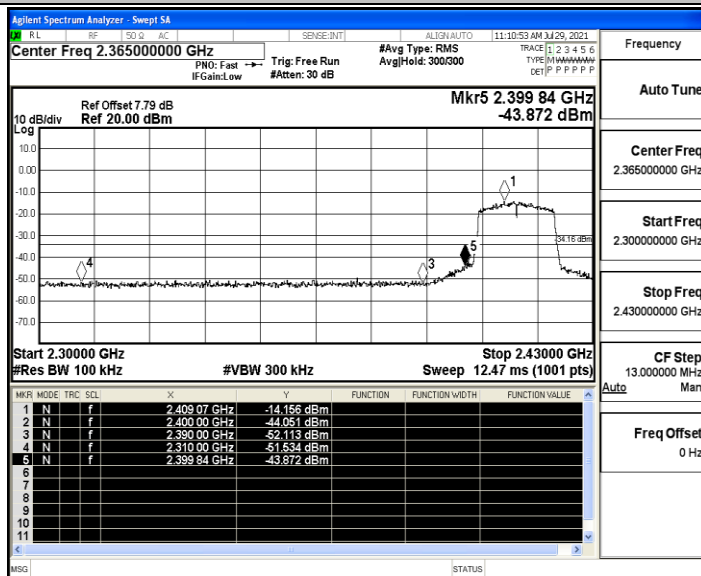 Agilent Spectrum Analyzer - Swept SA
RL RF 50 Ω AC SENSE:INT ALIGN AUTO 11:10:53 AM Jul 29, 2021
Center Freq 2.365000000 GHz
PNO: Fast
IFGain:Low
Trig: Free Run
#Atten: 30 dB
#Avg Type: RMS
Avg|Hold: 300/300
TRACE 1 2 3 4 5 6
TYPE M W W W W W
DET P P P P P P
Ref Offset 7.79 dB
10 dB/div Ref 20.00 dBm
Log
Mkr5 2.399 84 GHz
-43.872 dBm
10.0
0.00
-10.0
-20.0
-30.0
-40.0
-50.0
-60.0
-70.0
1
-34.16 dBm
5
4
3
Start 2.30000 GHz Stop 2.43000 GHz
#Res BW 100 kHz #VBW 300 kHz Sweep 12.47 ms (1001 pts)
MKR MODE TRC SCL X Y FUNCTION FUNCTION WIDTH FUNCTION VALUE
1 N f 2.409 07 GHz -14.156 dBm
2 N f 2.400 00 GHz -44.051 dBm
3 N f 2.390 00 GHz -52.113 dBm
4 N f 2.310 00 GHz -51.534 dBm
5 N f 2.399 84 GHz -43.872 dBm
6
7
8
9
10
11
MSG STATUS
Frequency
Auto Tune
Center Freq
2.365000000 GHz
Start Freq
2.300000000 GHz
Stop Freq
2.430000000 GHz
CF Step
13.000000 MHz
Auto Man
Freq Offset
0 Hz